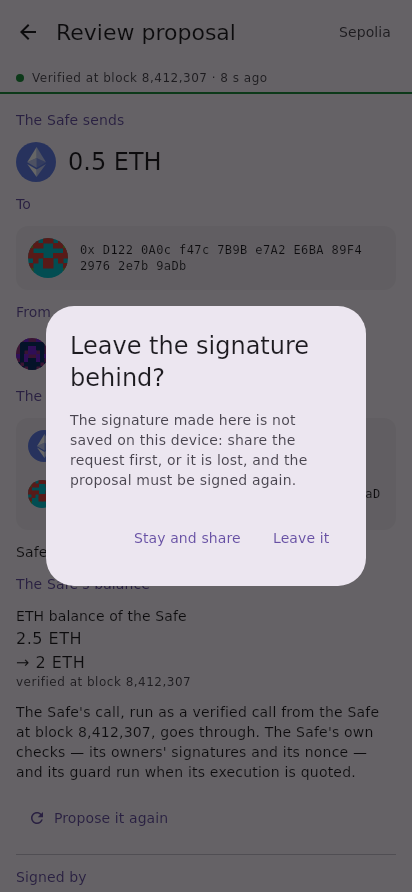 Review proposal
Sepolia
Verified at block 8,412,307 · 8 s ago
The Safe sends
0.5 ETH
To
0x D122 0A0c f47c 7B9B e7A2 E6BA 89F4
2976 2e7b 9aDb
From
The
aD
Leave the signature
behind?
The signature made here is not
saved on this device: share the
request first, or it is lost, and the
proposal must be signed again.
Stay and share
Leave it
Safe
The Safe's balance
ETH balance of the Safe
2.5 ETH
→ 2 ETH
verified at block 8,412,307
The Safe's call, run as a verified call from the Safe
at block 8,412,307, goes through. The Safe's own
checks — its owners' signatures and its nonce —
and its guard run when its execution is quoted.
Propose it again
Signed by